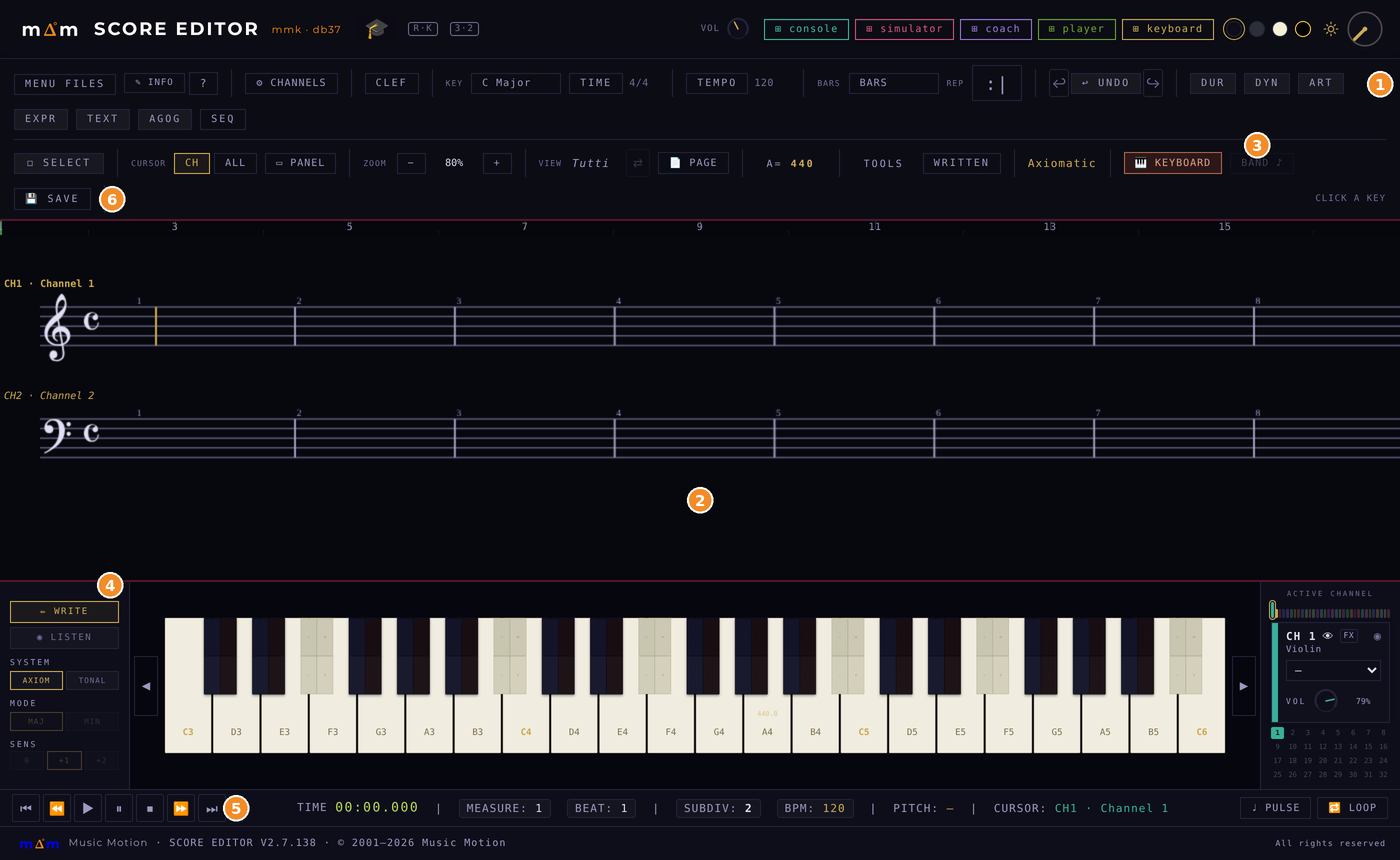 mΔm SCORE EDITOR mmk · db37 🎓 R·K 3·2 VOL ⊞ console ⊞ simulator ⊞ coach ⊞ player ⊞ keyboard
MENU FILES ✏ INFO ? ⚙ CHANNELS CLEF KEY C Major TIME 4/4 TEMPO 120 BARS BARS REP :| ↩ ↩ UNDO ↪ DUR DYN ART 1
EXPR TEXT AGOG SEQ
3
◻ SELECT CURSOR CH ALL ▭ PANEL ZOOM − 80% + VIEW Tutti ⇄ 📄 PAGE A= 440 TOOLS WRITTEN Axiomatic 🎹 KEYBOARD BAND ♪
💾 SAVE 6 CLICK A KEY
3 5 7 9 11 13 15
CH1 · Channel 1
1 2 3 4 5 6 7 8
CH2 · Channel 2
1 2 3 4 5 6 7 8
2
4
✏ WRITE
◉ LISTEN
SYSTEM
AXIOM TONAL
MODE
MAJ MIN
SENS
0 +1 +2
◀
440.0
C3 D3 E3 F3 G3 A3 B3 C4 D4 E4 F4 G4 A4 B4 C5 D5 E5 F5 G5 A5 B5 C6
▶
ACTIVE CHANNEL
CH 1 👁 FX ◉
Violin
—
VOL 79%
1 2 3 4 5 6 7 8
9 10 11 12 13 14 15 16
17 18 19 20 21 22 23 24
25 26 27 28 29 30 31 32
⏮ ⏪ ▶ ⏸ ⏹ ⏩ ⏭ 5 TIME 00:00.000 | MEASURE: 1 BEAT: 1 | SUBDIV: 2 BPM: 120 | PITCH: — | CURSOR: CH1 · Channel 1 ♩ PULSE 🔁 LOOP
mΔm Music Motion · SCORE EDITOR V2.7.138 · © 2001—2026 Music Motion All rights reserved